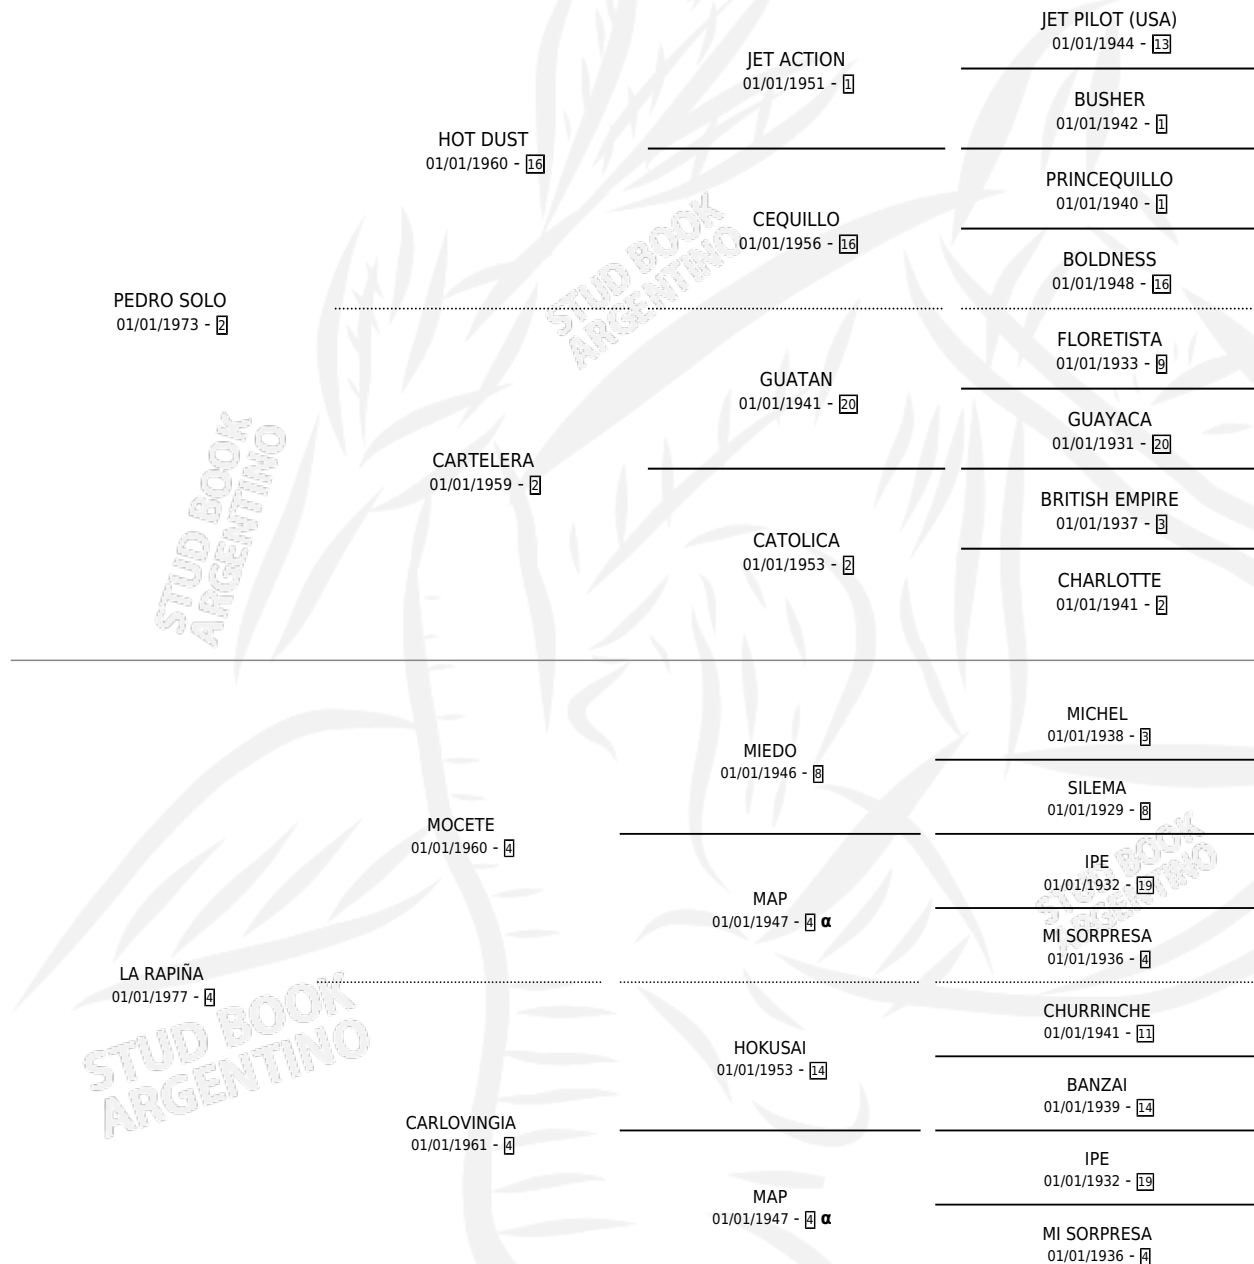 JET PILOT (USA)
01/01/1944 - 13
JET ACTION
01/01/1951 - 1
BUSHER
01/01/1942 - 1
HOT DUST
01/01/1960 - 16
PRINCEQUILLO
01/01/1940 - 1
CEQUILLO
01/01/1956 - 16
BOLDNESS
01/01/1948 - 16
PEDRO SOLO
01/01/1973 - 2
FLORETISTA
01/01/1933 - 9
GUATAN
01/01/1941 - 20
GUAYACA
01/01/1931 - 20
CARTELERA
01/01/1959 - 2
BRITISH EMPIRE
01/01/1937 - 3
CATOLICA
01/01/1953 - 2
CHARLOTTE
01/01/1941 - 2
MICHEL
01/01/1938 - 3
MIEDO
01/01/1946 - 8
SILEMA
01/01/1929 - 8
MOCETE
01/01/1960 - 4
IPE
01/01/1932 - 19
MAP
01/01/1947 - 4 α
MI SORPRESA
01/01/1936 - 4
LA RAPIÑA
01/01/1977 - 4
CHURRINCHE
01/01/1941 - 11
HOKUSAI
01/01/1953 - 14
BANZAI
01/01/1939 - 14
CARLOVINGIA
01/01/1961 - 4
IPE
01/01/1932 - 19
MAP
01/01/1947 - 4 α
MI SORPRESA
01/01/1936 - 4
STUD BOOK
ARGENTINO
STUD BOOK
ARGENTINO
STUD BOOK
ARGENTINO
STUD BOOK
ARGENTINO